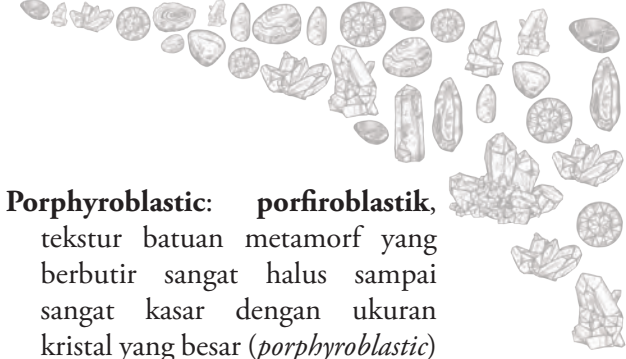 Porphyroblastic: porfiroblastik,
tekstur batuan metamorf yang
berbutir sangat halus sampai
sangat kasar dengan ukuran
kristal yang besar (porphyroblastic)